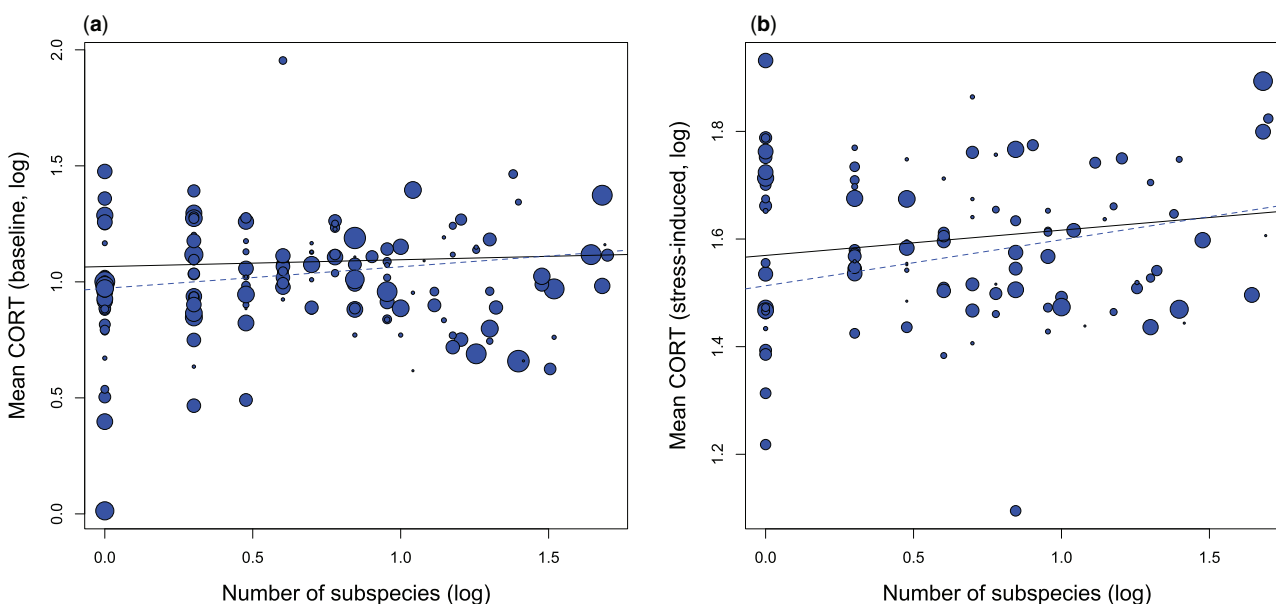 (a)
Mean CORT (baseline, log)
2.0
1.5
1.0
0.5
0.0
0.0 0.5 1.0 1.5
Number of subspecies (log)
(b)
Mean CORT (stress-induced, log)
1.8
1.6
1.4
1.2
0.0 0.5 1.0 1.5
Number of subspecies (log)